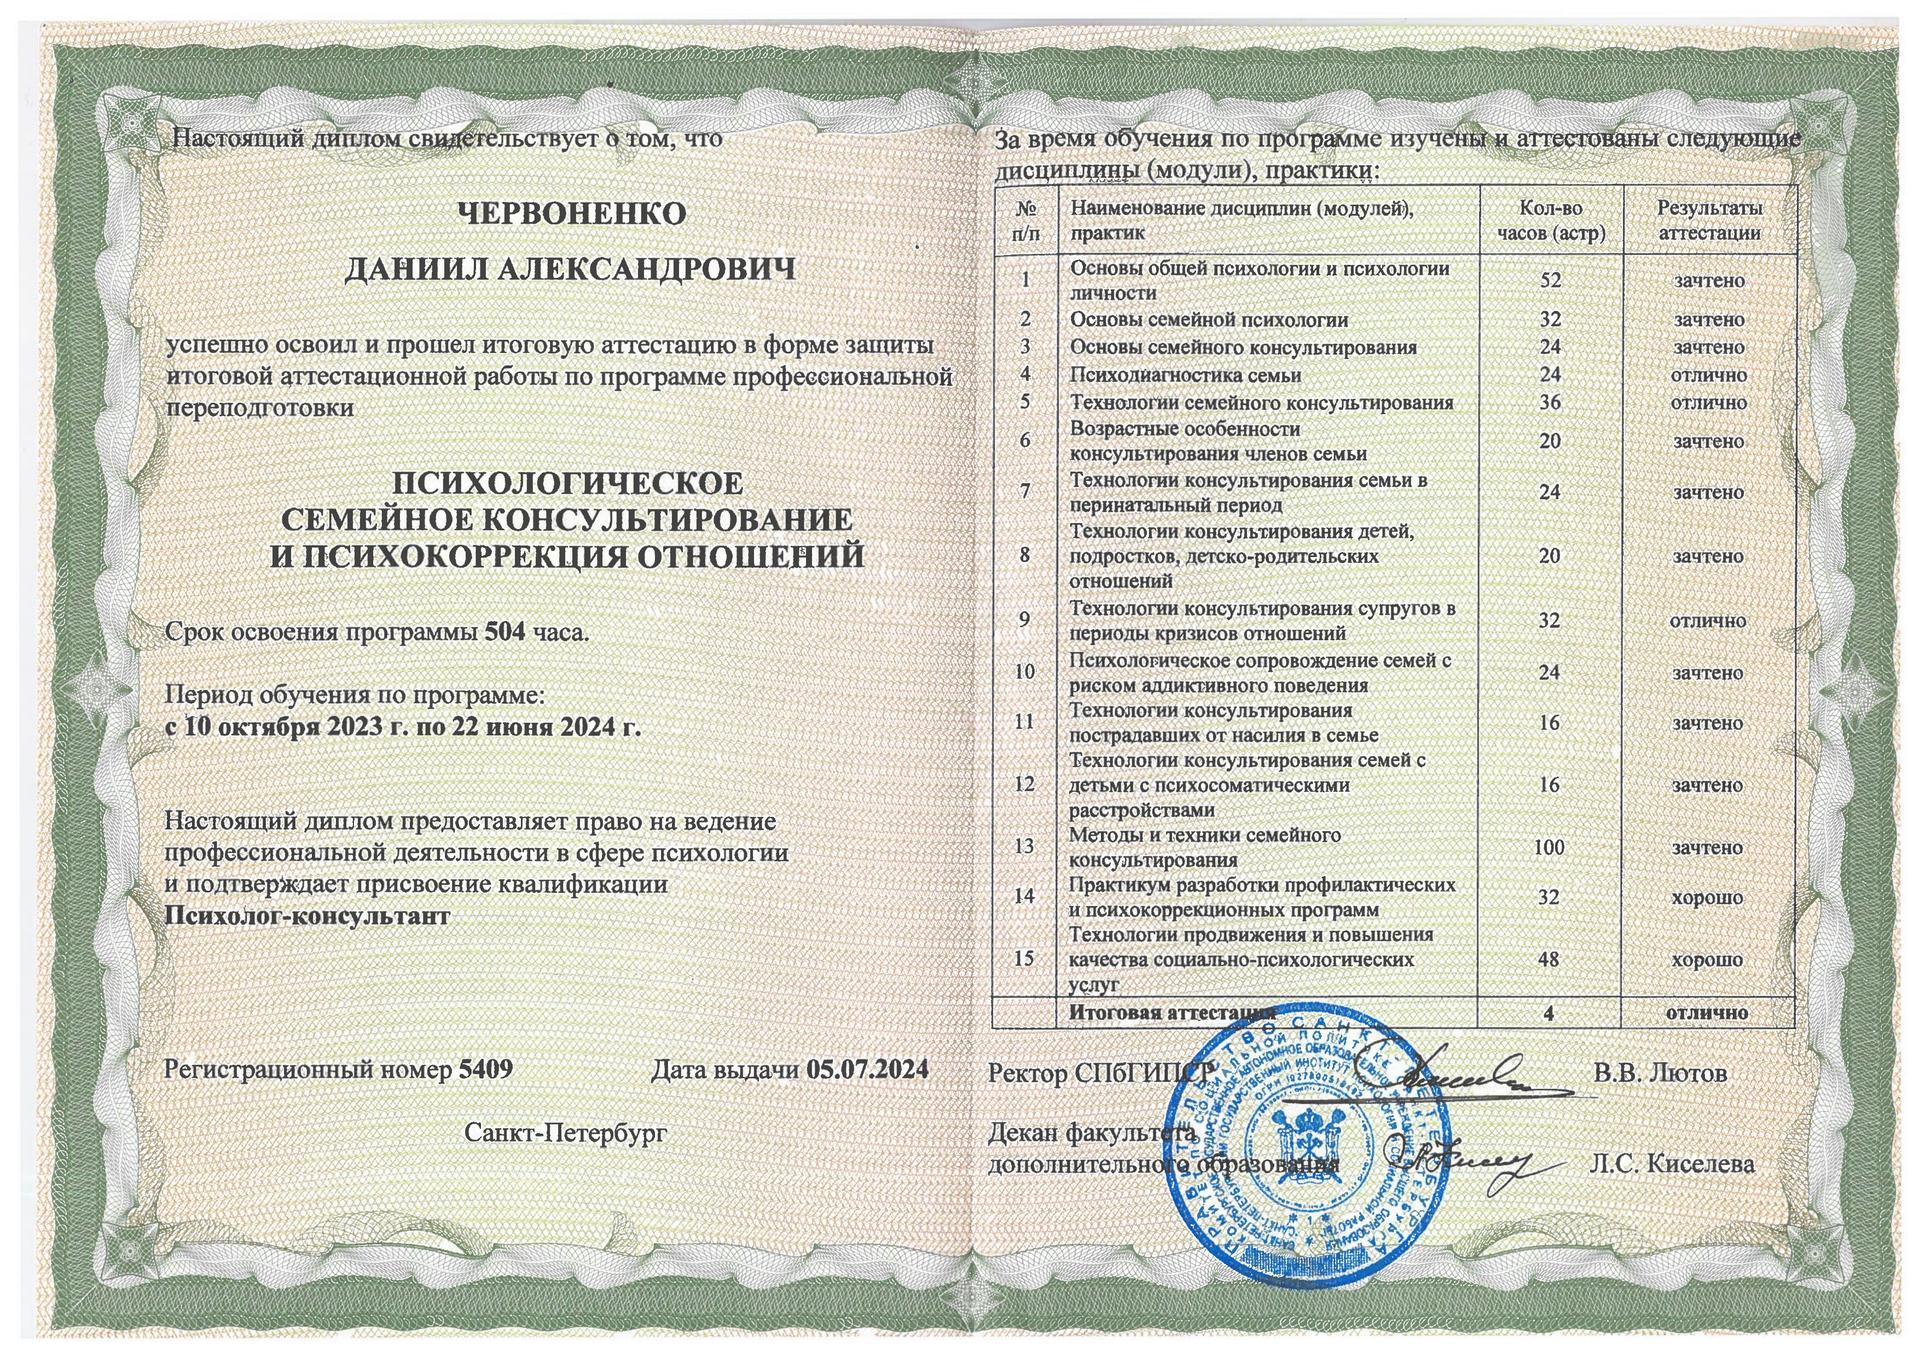 Настоящий диплом свидетельствует о том, что
ЧЕРВОНЕНКО
ДАНИИЛ АЛЕКСАНДРОВИЧ
успешно освоил и прошел итоговую аттестацию в форме защиты
итоговой аттестационной работы по программе профессиональной
переподготовки
ПСИХОЛОГИЧЕСКОЕ
СЕМЕЙНОЕ КОНСУЛЬТИРОВАНИЕ
И ПСИХОКОРРЕКЦИЯ ОТНОШЕНИЙ
Срок освоения программы 504 часа.
Период обучения по программе:
с 10 октября 2023 г. по 22 июня 2024 г.
Настоящий диплом предоставляет право на ведение
профессиональной деятельности в сфере психологии
и подтверждает присвоение квалификации
Психолог-консультант
Регистрационный номер 5409 Дата выдачи 05.07.2024
Санкт-Петербург
За время обучения по программе изучены и аттестованы следующие
дисциплины (модули), практики:
№ Наименование дисциплин (модулей), Кол-во Результаты
п/п практик часов (астр) аттестации
Основы общей психологии и психологии
1 52 зачтено
личности
2 Основы семейной психологии 32 зачтено
3 Основы семейного консультирования 24 зачтено
4 Психодиагностика семьи 24 отлично
5 Технологии семейного консультирования 36 отлично
Возрастные особенности
6 20 зачтено
консультирования членов семьи
Технологии консультирования семьи в
7 24 зачтено
перинатальный период
Технологии консультирования детей,
8 подростков, детско-родительских 20 зачтено
отношений
Технологии консультирования супругов в
9 32 отлично
периоды кризисов отношений
Психологическое сопровождение семей с
10 24 зачтено
риском аддиктивного поведения
Технологии консультирования
11 16 зачтено
пострадавших от насилия в семье
Технологии консультирования семей с
12 детьми с психосоматическими 16 зачтено
расстройствами
Методы и техники семейного
13 100 зачтено
консультирования
Практикум разработки профилактических
14 32 хорошо
и психокоррекционных программ
Технологии продвижения и повышения
15 качества социально-психологических 48 хорошо
услуг
Итоговая аттестация 4 отлично
Ректор СПбГИПСР В.В. Лютов
Декан факультета
дополнительного образования Л.С. Киселева
ПРАВИТЕЛЬСТВО САНКТ-ПЕТЕРБУРГА